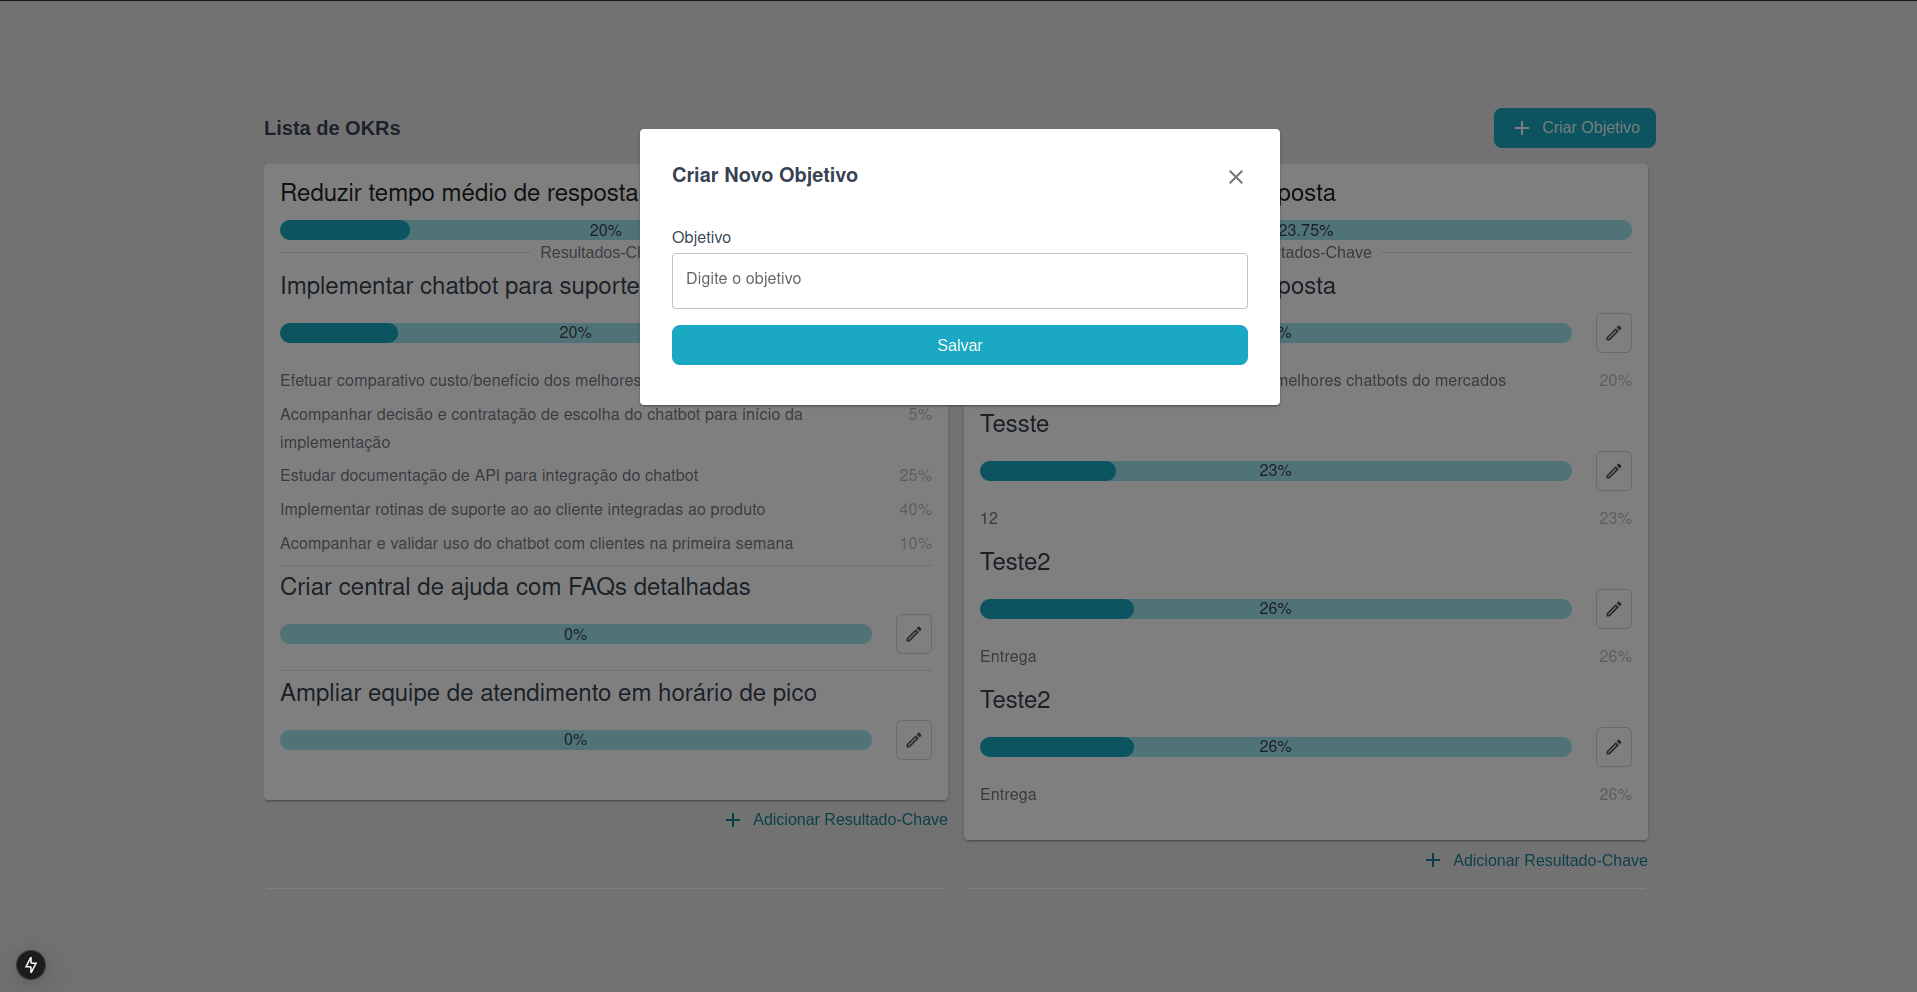 Lista de OKRs
Criar Objetivo
Criar Novo Objetivo
Objetivo
Digite o objetivo
Salvar
Reduzir tempo médio de resposta
20%
Resultados-Ch
Implementar chatbot para suporte
20%
Efetuar comparativo custo/benefício dos melhores
Acompanhar decisão e contratação de escolha do chatbot para início da
implementação
5%
Estudar documentação de API para integração do chatbot
25%
Implementar rotinas de suporte ao ao cliente integradas ao produto
40%
Acompanhar e validar uso do chatbot com clientes na primeira semana
10%
Criar central de ajuda com FAQs detalhadas
0%
Ampliar equipe de atendimento em horário de pico
0%
Adicionar Resultado-Chave
posta
23.75%
tados-Chave
posta
%
melhores chatbots do mercados
20%
Tesste
23%
12
23%
Teste2
26%
Entrega
26%
Teste2
26%
Entrega
26%
Adicionar Resultado-Chave